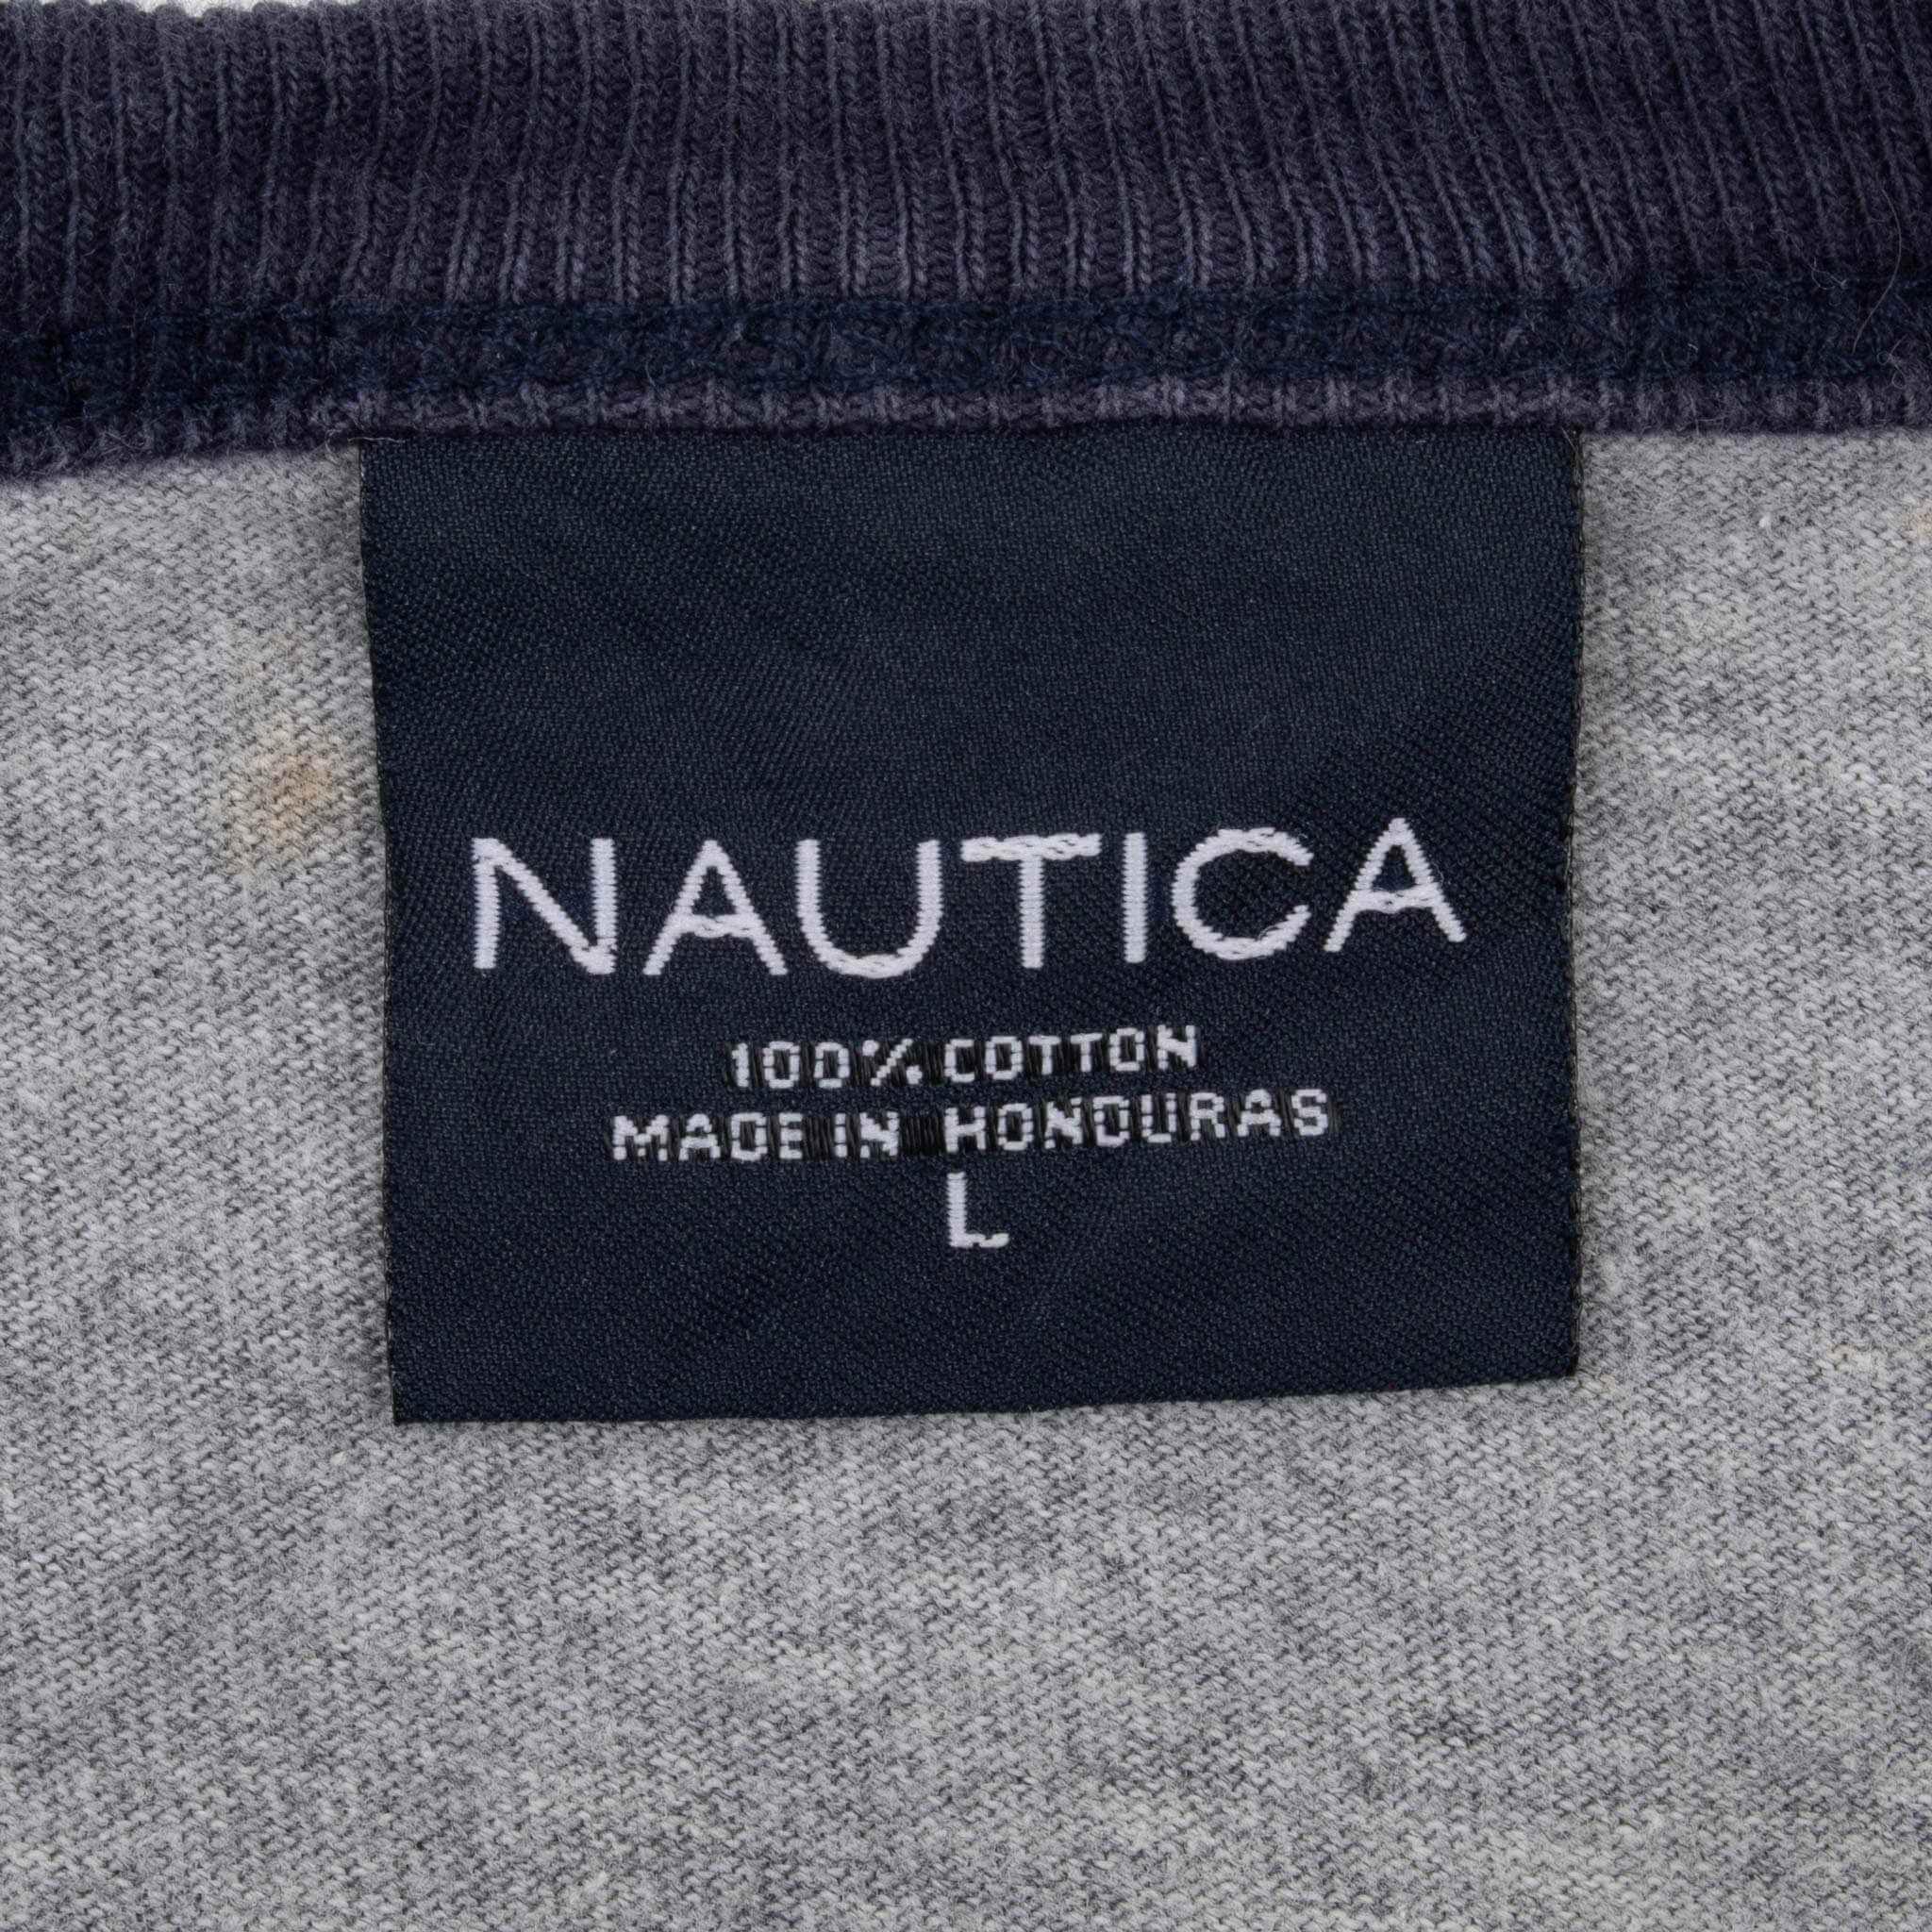 NAUTICA
100% COTTON
MADE IN HONDURAS
L